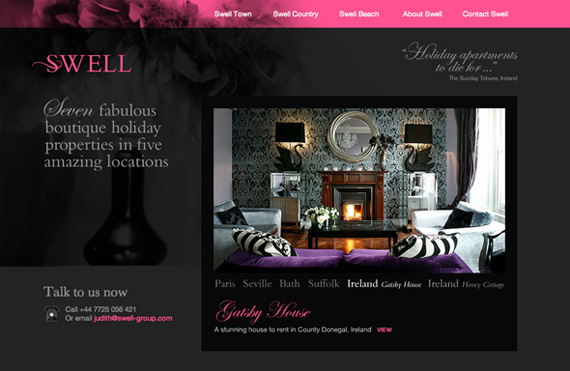 Swell Town Swell Country Swell Beach About Swell Contact Swell
SWELL
“Holiday apartments
to die for ...”
The Sunday Tribune, Ireland
Seven fabulous
boutique holiday
properties in five
amazing locations
Paris Seville Bath Suffolk Ireland Gatsby House Ireland Honey Cottage
Gatsby House
A stunning house to rent in County Donegal, Ireland VIEW
Talk to us now
Call +44 7725 056 421
Or email judith@swell-group.com